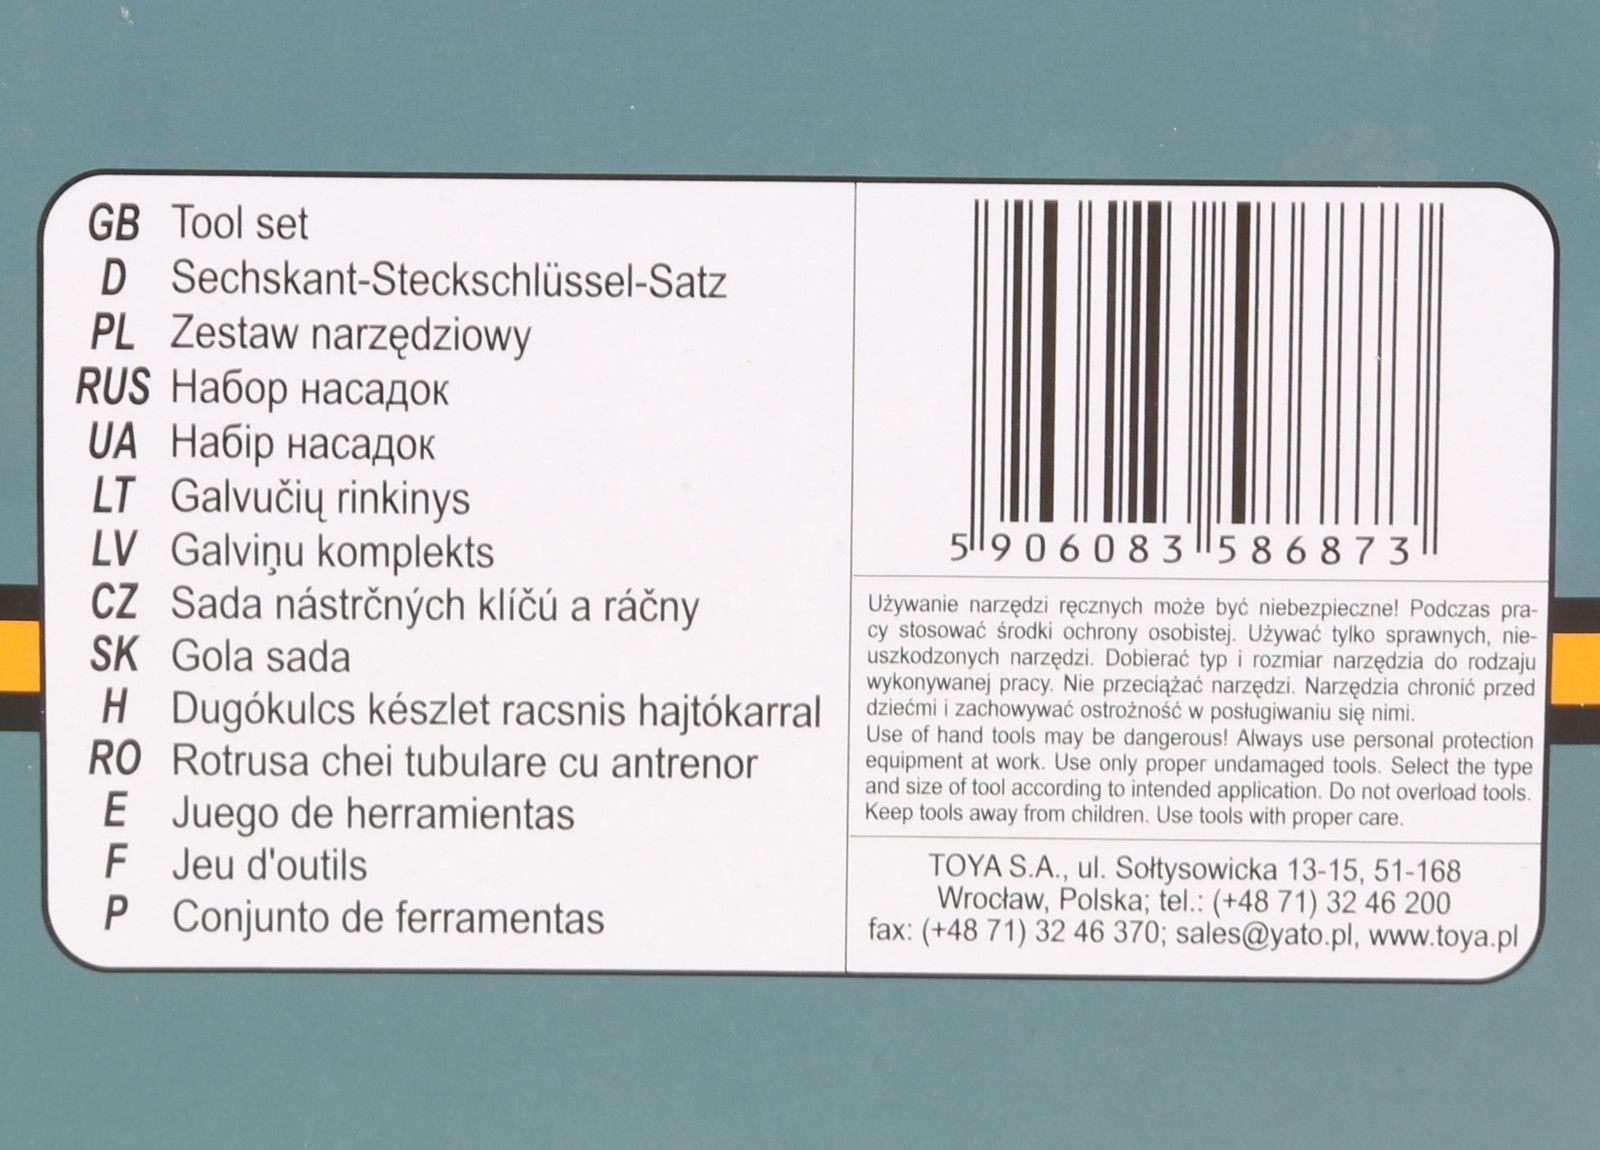 GB Tool set
D Sechskant-Steckschlüssel-Satz
PL Zestaw narzędziowy
RUS Набор насадок
UA Набір насадок
LT Galvučių rinkinys
LV Galviņu komplekts
CZ Sada nástrčných klíčú a ráčny
SK Gola sada
H Dugókulcs készlet racsnis hajtókarral
RO Rotrusa chei tubulare cu antrenor
E Juego de herramientas
F Jeu d'outils
P Conjunto de ferramentas
5 906083 586873
Używanie narzędzi ręcznych może być niebezpieczne! Podczas pra-
cy stosować środki ochrony osobistej. Używać tylko sprawnych, nie-
uszkodzonych narzędzi. Dobierać typ i rozmiar narzędzia do rodzaju
wykonywanej pracy. Nie przeciążać narzędzi. Narzędzia chronić przed
dziećmi i zachowywać ostrożność w posługiwaniu się nimi.
Use of hand tools may be dangerous! Always use personal protection
equipment at work. Use only proper undamaged tools. Select the type
and size of tool according to intended application. Do not overload tools.
Keep tools away from children. Use tools with proper care.
TOYA S.A., ul. Sołtysowicka 13-15, 51-168
Wrocław, Polska; tel.: (+48 71) 32 46 200
fax: (+48 71) 32 46 370; sales@yato.pl, www.toya.pl